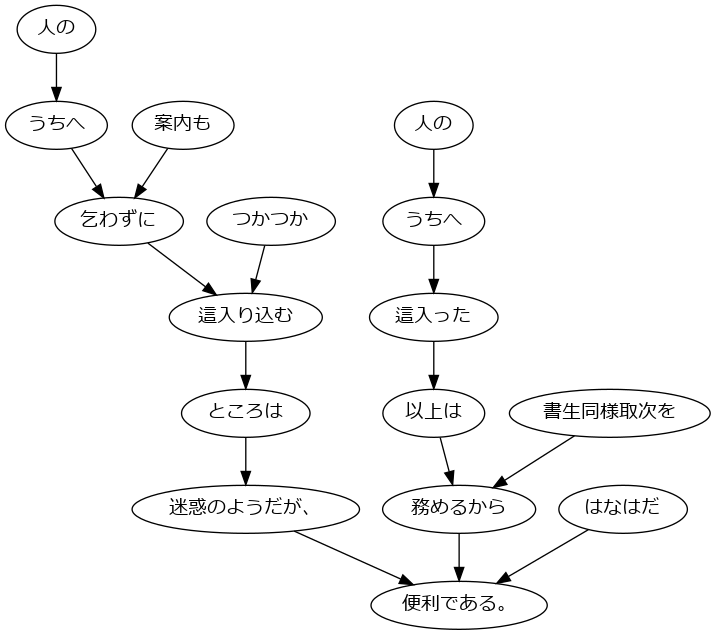 人の
うちへ
案内も
人の
乞わずに
つかつか
うちへ
這入り込む
這入った
ところは
以上は
書生同様取次を
迷惑のようだが、
務めるから
はなはだ
便利である。